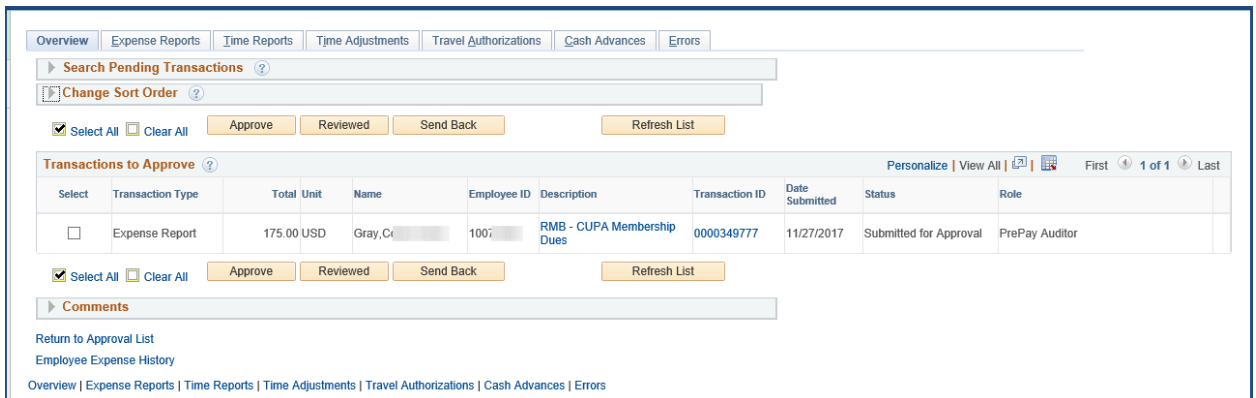 Overview Expense Reports Time Reports Time Adjustments Travel Authorizations Cash Advances Errors
Search Pending Transactions ?
Change Sort Order ?
Select All Clear All Approve Reviewed Send Back Refresh List
Transactions to Approve ? Personalize | View All | | First 1 of 1 Last
Select Transaction Type Total Unit Name Employee ID Description Transaction ID Date Submitted Status Role
Expense Report 175.00 USD Gray, 0000349777 11/27/2017 Submitted for Approval PrePay Auditor
RMB - CUPA Membership
Dues
Select All Clear All Approve Reviewed Send Back Refresh List
Comments
Return to Approval List
Employee Expense History
Overview | Expense Reports | Time Reports | Time Adjustments | Travel Authorizations | Cash Advances | Errors